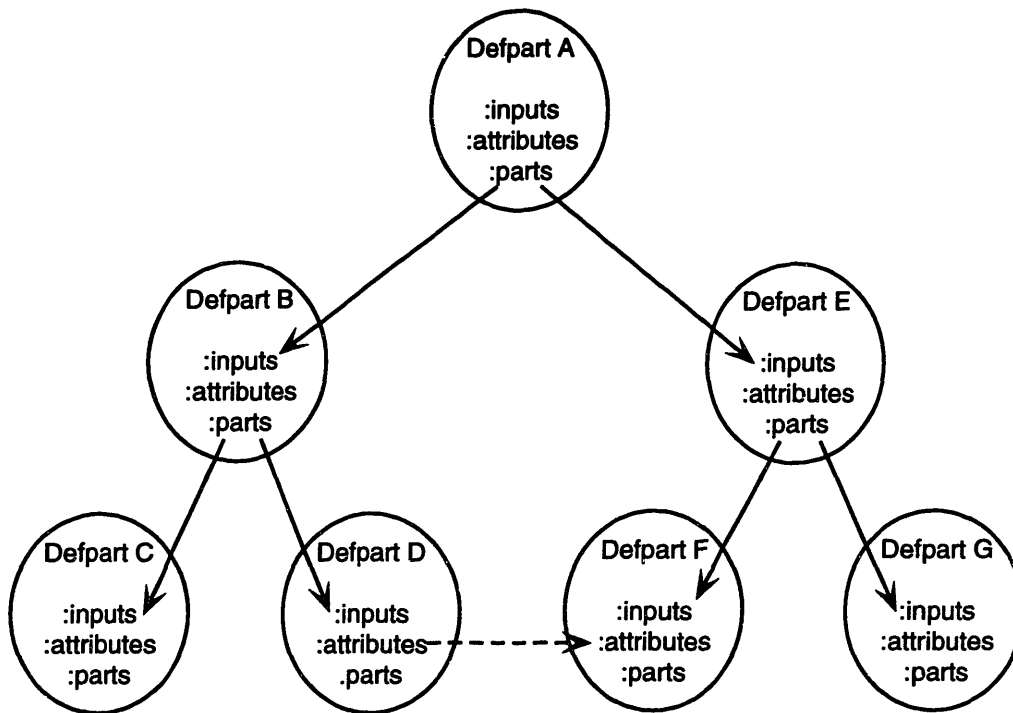 Defpart A
:inputs
:attributes
:parts
Defpart B
:inputs
:attributes
:parts
Defpart E
:inputs
:attributes
:parts
Defpart C
:inputs
:attributes
:parts
Defpart D
:inputs
:attributes
.parts
Defpart F
:inputs
:attributes
:parts
Defpart G
:inputs
:attributes
:parts